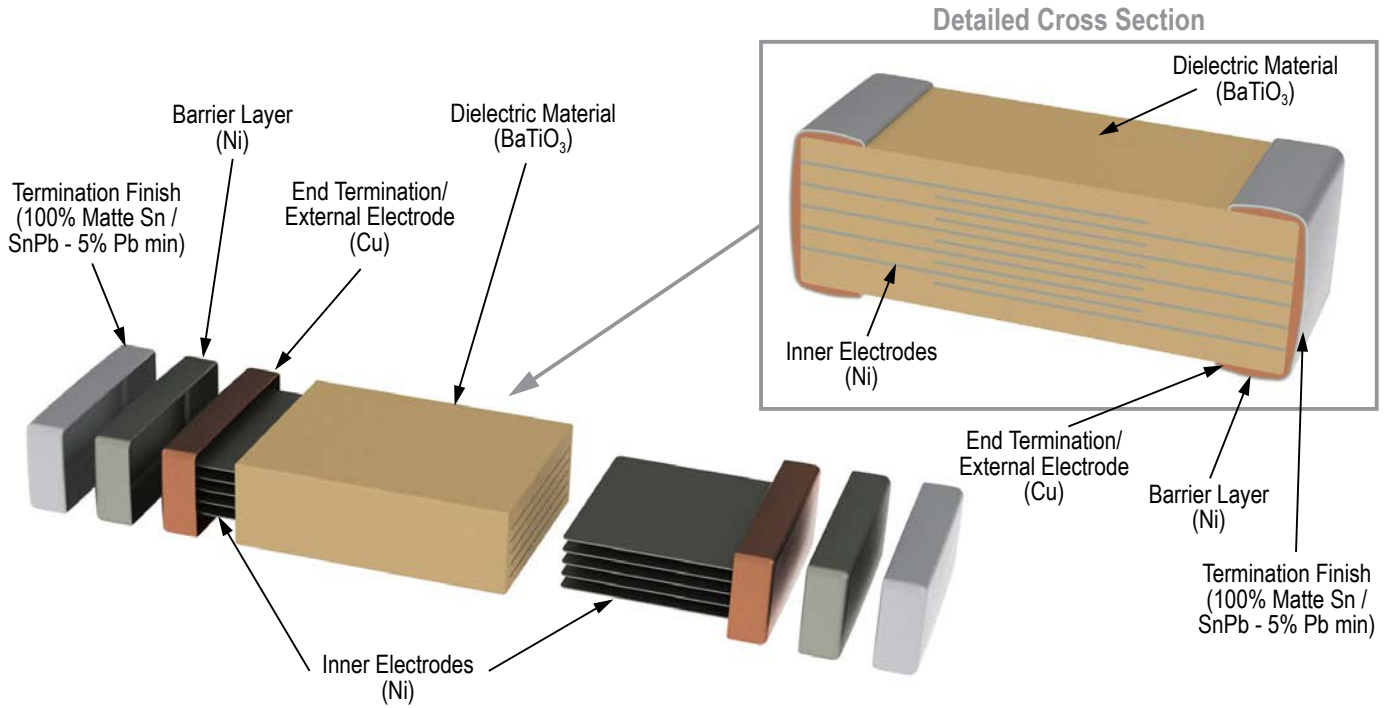 Detailed Cross Section
Dielectric Material
(BaTiO₃)
Inner Electrodes
(Ni)
End Termination/
External Electrode
(Cu)
Barrier Layer
(Ni)
Termination Finish
(100% Matte Sn /
SnPb - 5% Pb min)
Termination Finish
(100% Matte Sn /
SnPb - 5% Pb min)
Barrier Layer
(Ni)
End Termination/
External Electrode
(Cu)
Dielectric Material
(BaTiO₃)
Inner Electrodes
(Ni)